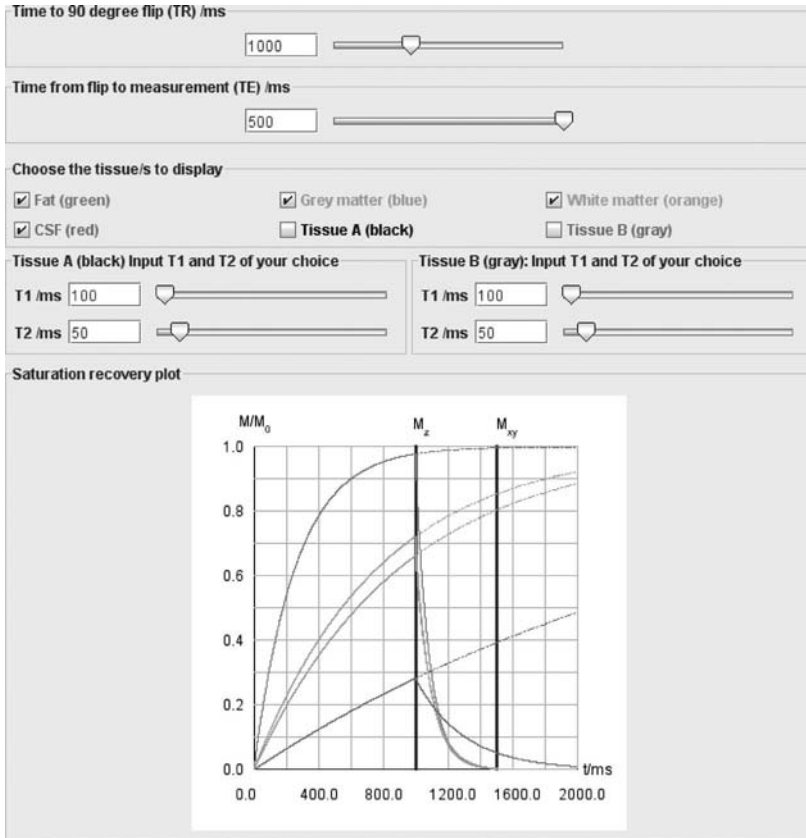 Time to 90 degree flip (TR) /ms
1000
Time from flip to measurement (TE) /ms
500
Choose the tissue/s to display
Fat (green) Grey matter (blue) White matter (orange)
CSF (red) Tissue A (black) Tissue B (gray)
Tissue A (black) Input T1 and T2 of your choice Tissue B (gray): Input T1 and T2 of your choice
T1 /ms 100 T1 /ms 100
T2 /ms 50 T2 /ms 50
Saturation recovery plot
M/M0 Mz Mxy
1.0
0.8
0.6
0.4
0.2
0.0 t/ms
0.0 400.0 800.0 1200.0 1600.0 2000.0